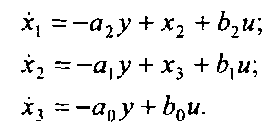 ẋ₁ = −a₂y + x₂ + b₂u;
ẋ₂ = −a₁y + x₃ + b₁u;
ẋ₃ = −a₀y + b₀u.